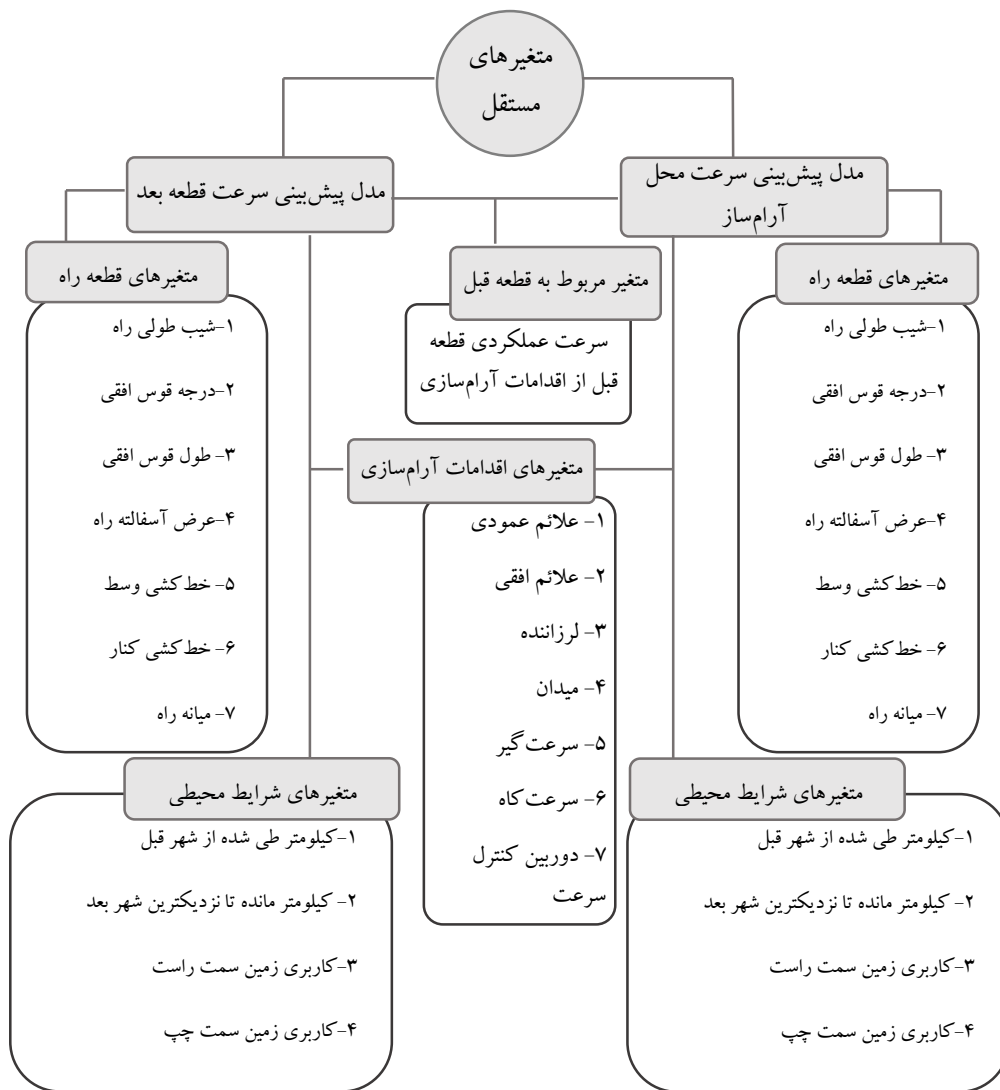 متغیرهای
مستقل
مدل پیش‌بینی سرعت محل
آرام‌ساز
مدل پیش‌بینی سرعت قطعه بعد
متغیرهای قطعه راه
۱-شیب طولی راه
۲-درجه قوس افقی
۳- طول قوس افقی
۴-عرض آسفالته راه
۵- خط‌کشی وسط
۶- خط‌کشی کنار
۷- میانه راه
متغیر مربوط به قطعه قبل
سرعت عملکردی قطعه
قبل از اقدامات آرام‌سازی
متغیرهای قطعه راه
۱-شیب طولی راه
۲-درجه قوس افقی
۳- طول قوس افقی
۴-عرض آسفالته راه
۵- خط‌کشی وسط
۶- خط‌کشی کنار
۷- میانه راه
متغیرهای اقدامات آرام‌سازی
۱- علائم عمودی
۲- علائم افقی
۳- لرزاننده
۴- میدان
۵- سرعت‌گیر
۶- سرعت‌کاه
۷- دوربین کنترل
سرعت
متغیرهای شرایط محیطی
۱-کیلومتر طی شده از شهر قبل
۲- کیلومتر مانده تا نزدیکترین شهر بعد
۳-کاربری زمین سمت راست
۴-کاربری زمین سمت چپ
متغیرهای شرایط محیطی
۱-کیلومتر طی شده از شهر قبل
۲- کیلومتر مانده تا نزدیکترین شهر بعد
۳-کاربری زمین سمت راست
۴-کاربری زمین سمت چپ